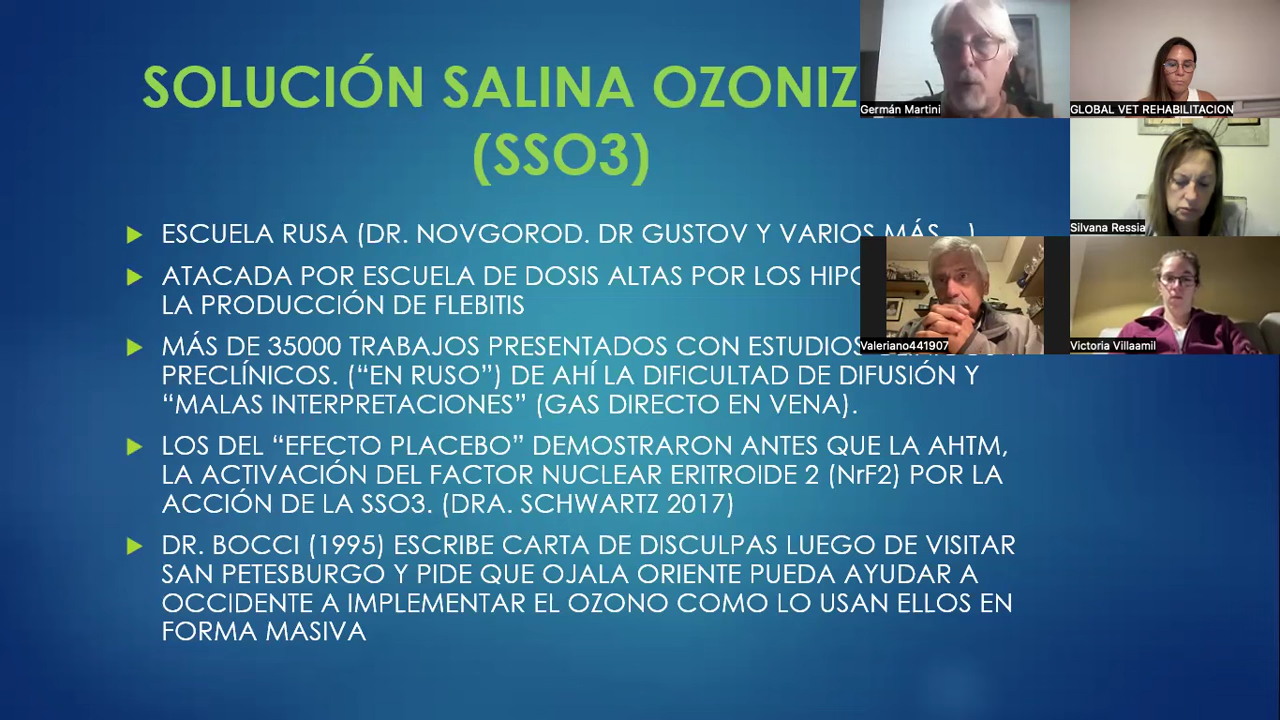 SOLUCIÓN SALINA OZONIZ
(SSO3)
ESCUELA RUSA (DR. NOVGOROD. DR GUSTOV Y VARIOS MÁS...)
ATACADA POR ESCUELA DE DOSIS ALTAS POR LOS
LA PRODUCCIÓN DE FLEBITIS
MÁS DE 35000 TRABAJOS PRESENTADOS CON ESTUDIOS
PRECLÍNICOS. (“EN RUSO”) DE AHÍ LA DIFICULTAD DE DIFUSIÓN Y
“MALAS INTERPRETACIONES” (GAS DIRECTO EN VENA).
LOS DEL “EFECTO PLACEBO” DEMOSTRARON ANTES QUE LA AHTM,
LA ACTIVACIÓN DEL FACTOR NUCLEAR ERITROIDE 2 (NrF2) POR LA
ACCIÓN DE LA SSO3. (DRA. SCHWARTZ 2017)
DR. BOCCI (1995) ESCRIBE CARTA DE DISCULPAS LUEGO DE VISITAR
SAN PETESBURGO Y PIDE QUE OJALA ORIENTE PUEDA AYUDAR A
OCCIDENTE A IMPLEMENTAR EL OZONO COMO LO USAN ELLOS EN
FORMA MASIVA
Germán Martini
GLOBAL VET REHABILITACION
Silvana Ressia
Valeriano441907
Victoria Villaamil